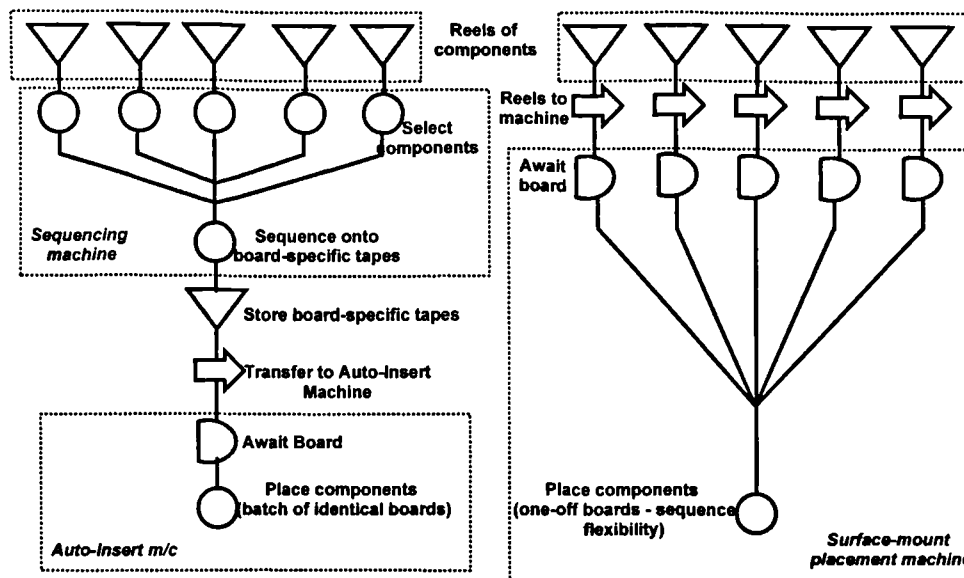 Reels of
components
Select
components
Sequencing
machine
Sequence onto
board-specific tapes
Store board-specific tapes
Transfer to Auto-Insert
Machine
Await Board
Place components
(batch of identical boards)
Auto-Insert m/c
Reels to
machine
Await
board
Place components
(one-off boards - sequence
flexibility)
Surface-mount
placement machine